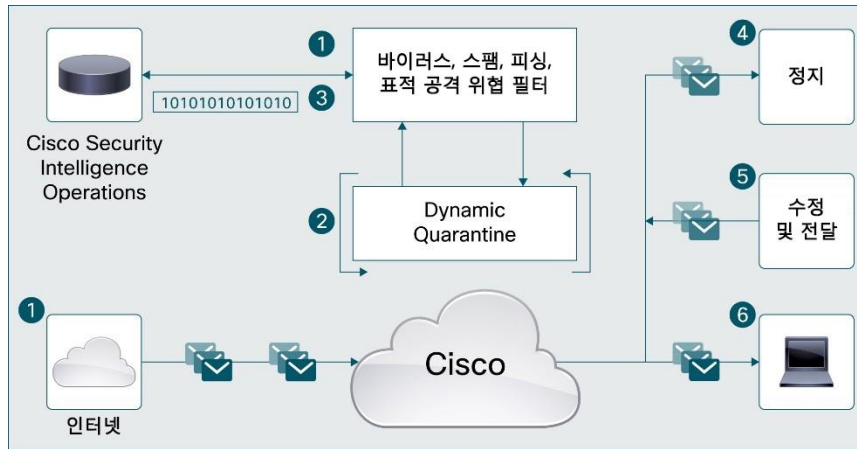 1
바이러스, 스팸, 피싱,
표적 공격 위협 필터
10101010101010
3
Cisco Security
Intelligence
Operations
2
Dynamic
Quarantine
4
정지
5
수정
및 전달
1
인터넷
Cisco
6